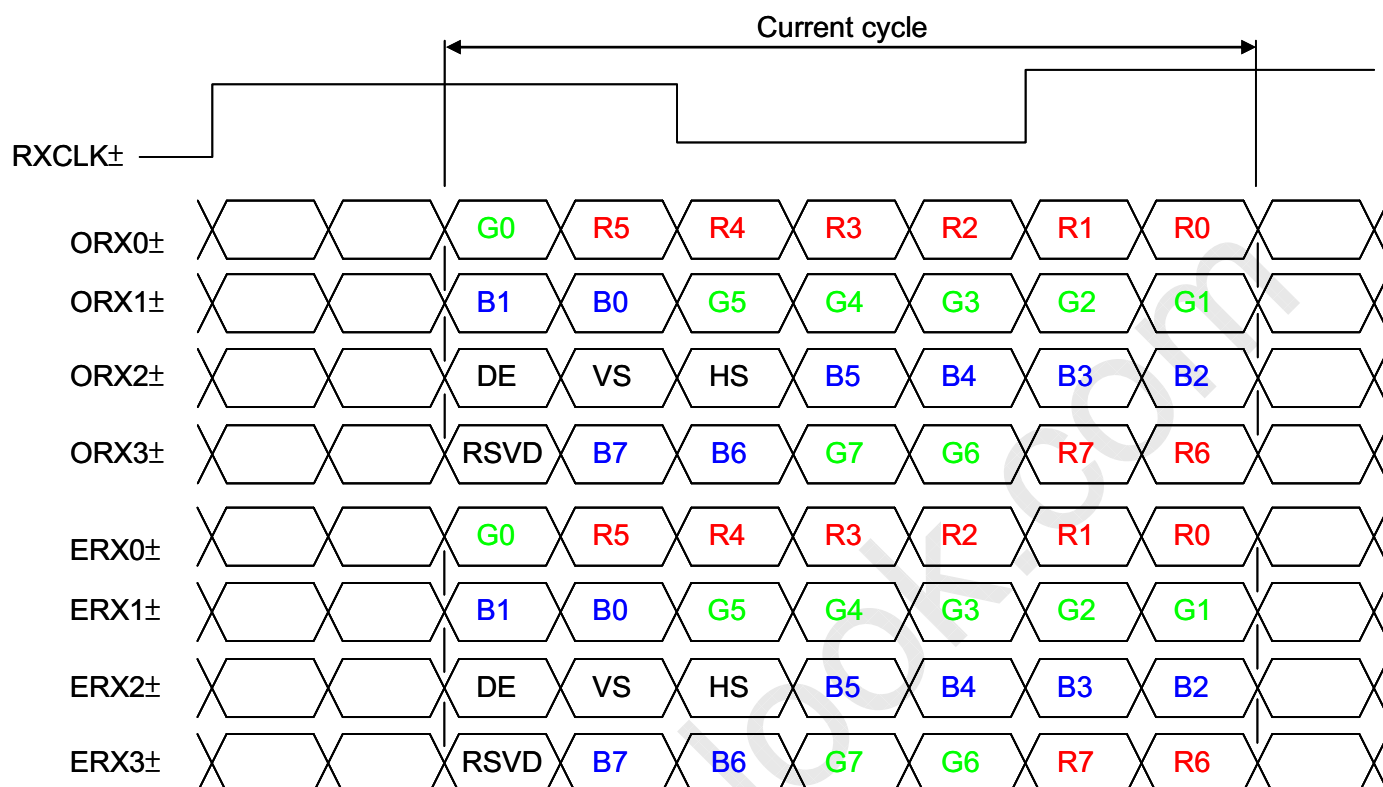 Current cycle
RXCLK±
ORX0± G0 R5 R4 R3 R2 R1 R0
ORX1± B1 B0 G5 G4 G3 G2 G1
ORX2± DE VS HS B5 B4 B3 B2
ORX3± RSVD B7 B6 G7 G6 R7 R6
ERX0± G0 R5 R4 R3 R2 R1 R0
ERX1± B1 B0 G5 G4 G3 G2 G1
ERX2± DE VS HS B5 B4 B3 B2
ERX3± RSVD B7 B6 G7 G6 R7 R6
look.com